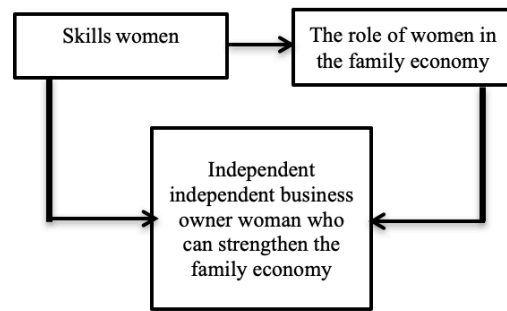 Skills women
The role of women in
the family economy
Independent
independent business
owner woman who
can strengthen the
family economy